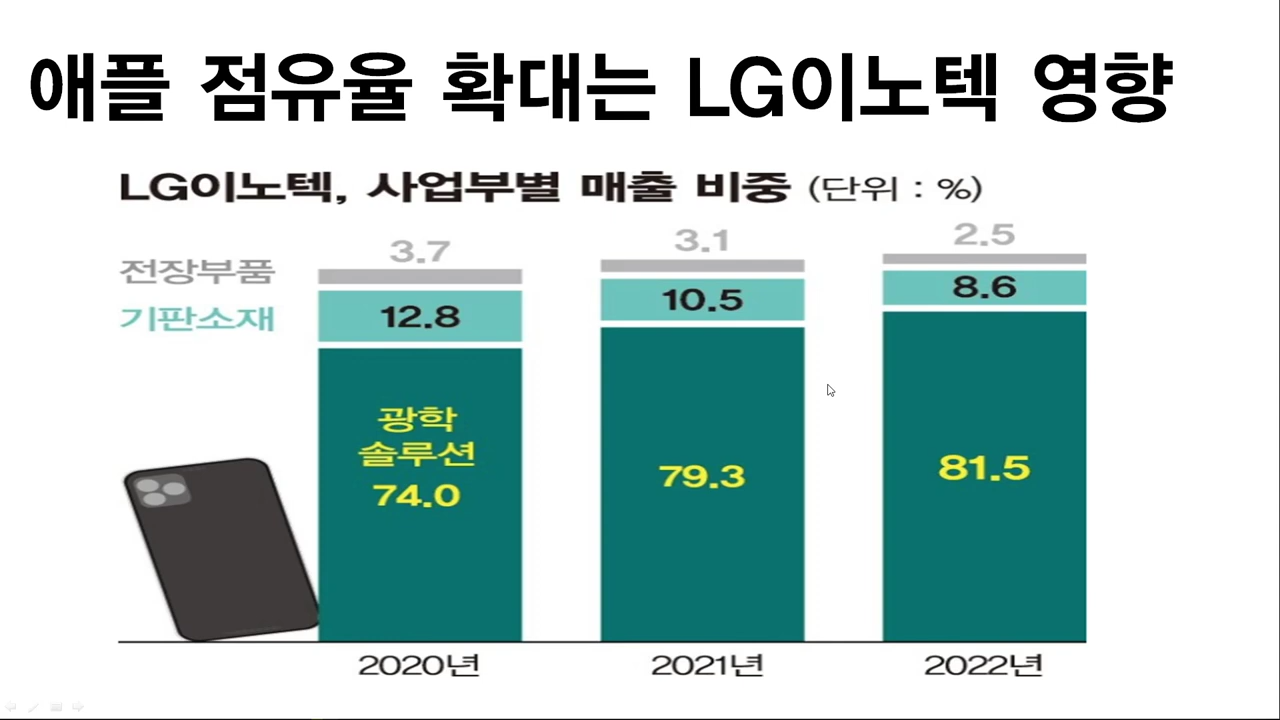 애플 점유율 확대는 LG이노텍 영향
LG이노텍, 사업부별 매출 비중 (단위 : %)
전장부품 3.7 3.1 2.5
기판소재 12.8 10.5 8.6
광학
솔루션
74.0 79.3 81.5
2020년 2021년 2022년